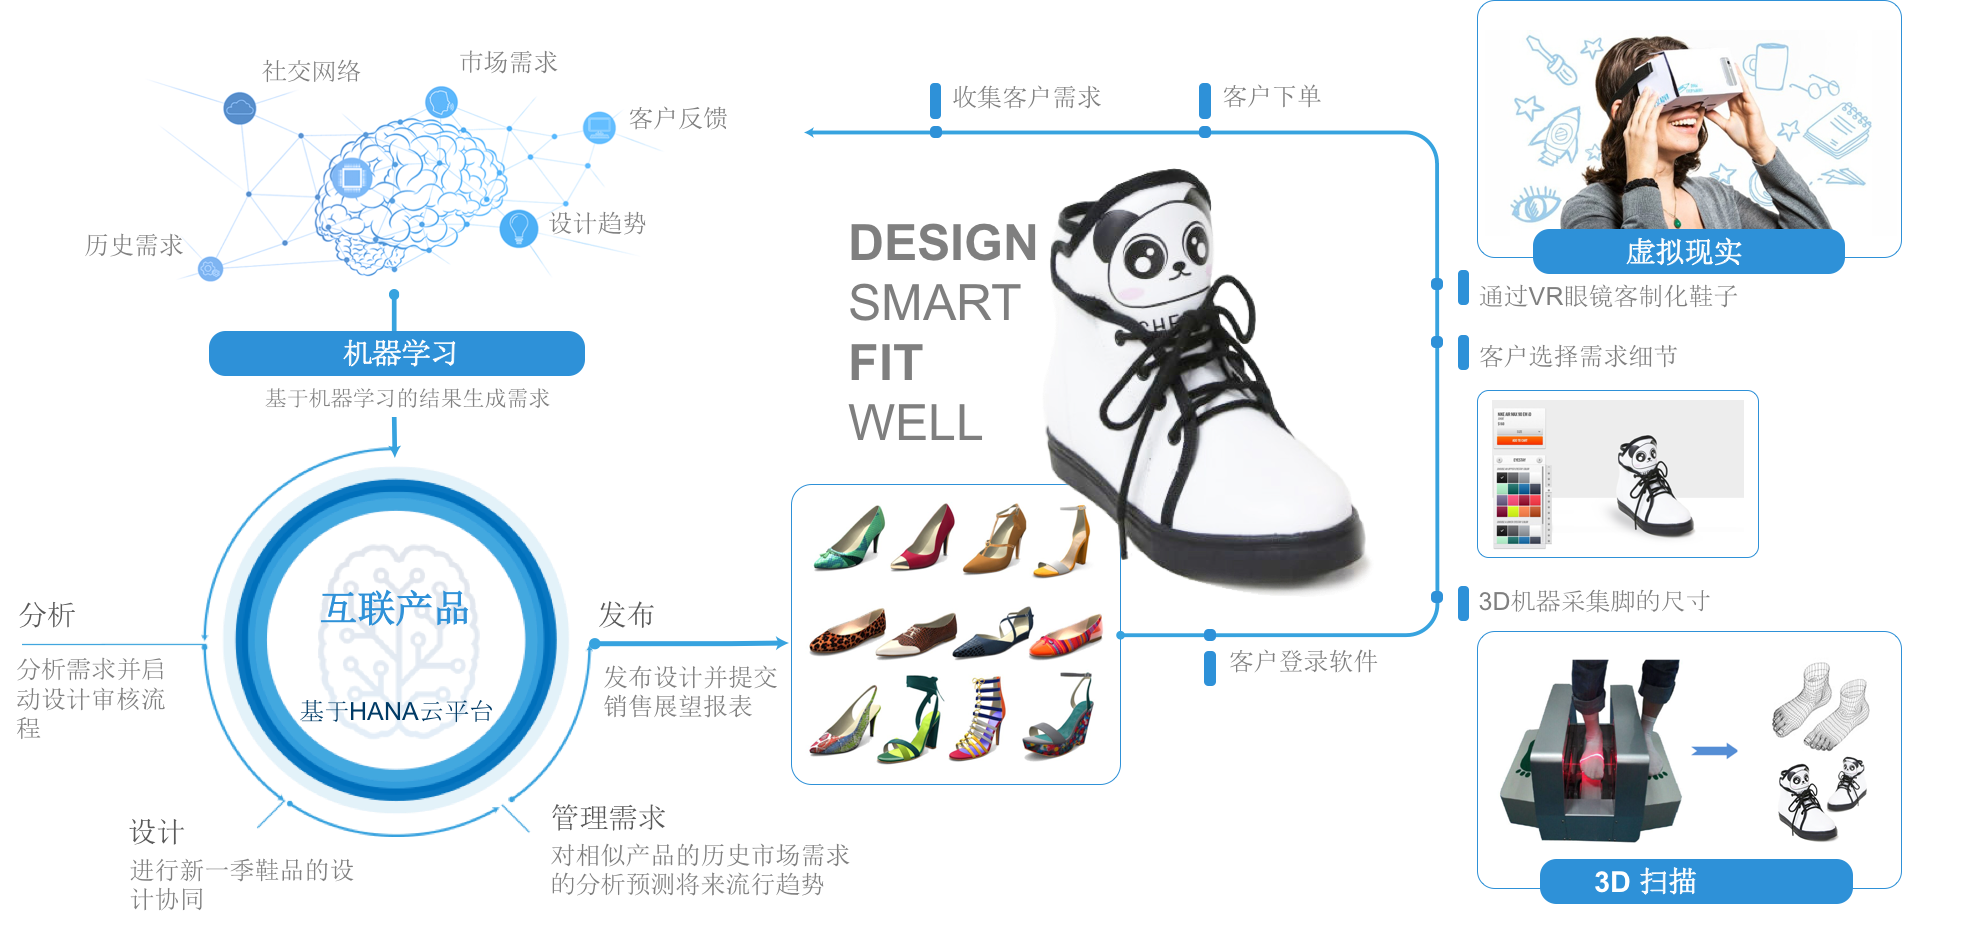 社交网络
市场需求
客户反馈
历史需求
设计趋势
机器学习
基于机器学习的结果生成需求
互联产品
基于HANA云平台
分析
分析需求并启
动设计审核流
程
设计
进行新一季鞋品的设
计协同
管理需求
对相似产品的历史市场需求
的分析预测将来流行趋势
发布
发布设计并提交
销售展望报表
收集客户需求
客户下单
DESIGN
SMART
FIT
WELL
客户登录软件
虚拟现实
通过VR眼镜客制化鞋子
客户选择需求细节
3D机器采集脚的尺寸
3D 扫描